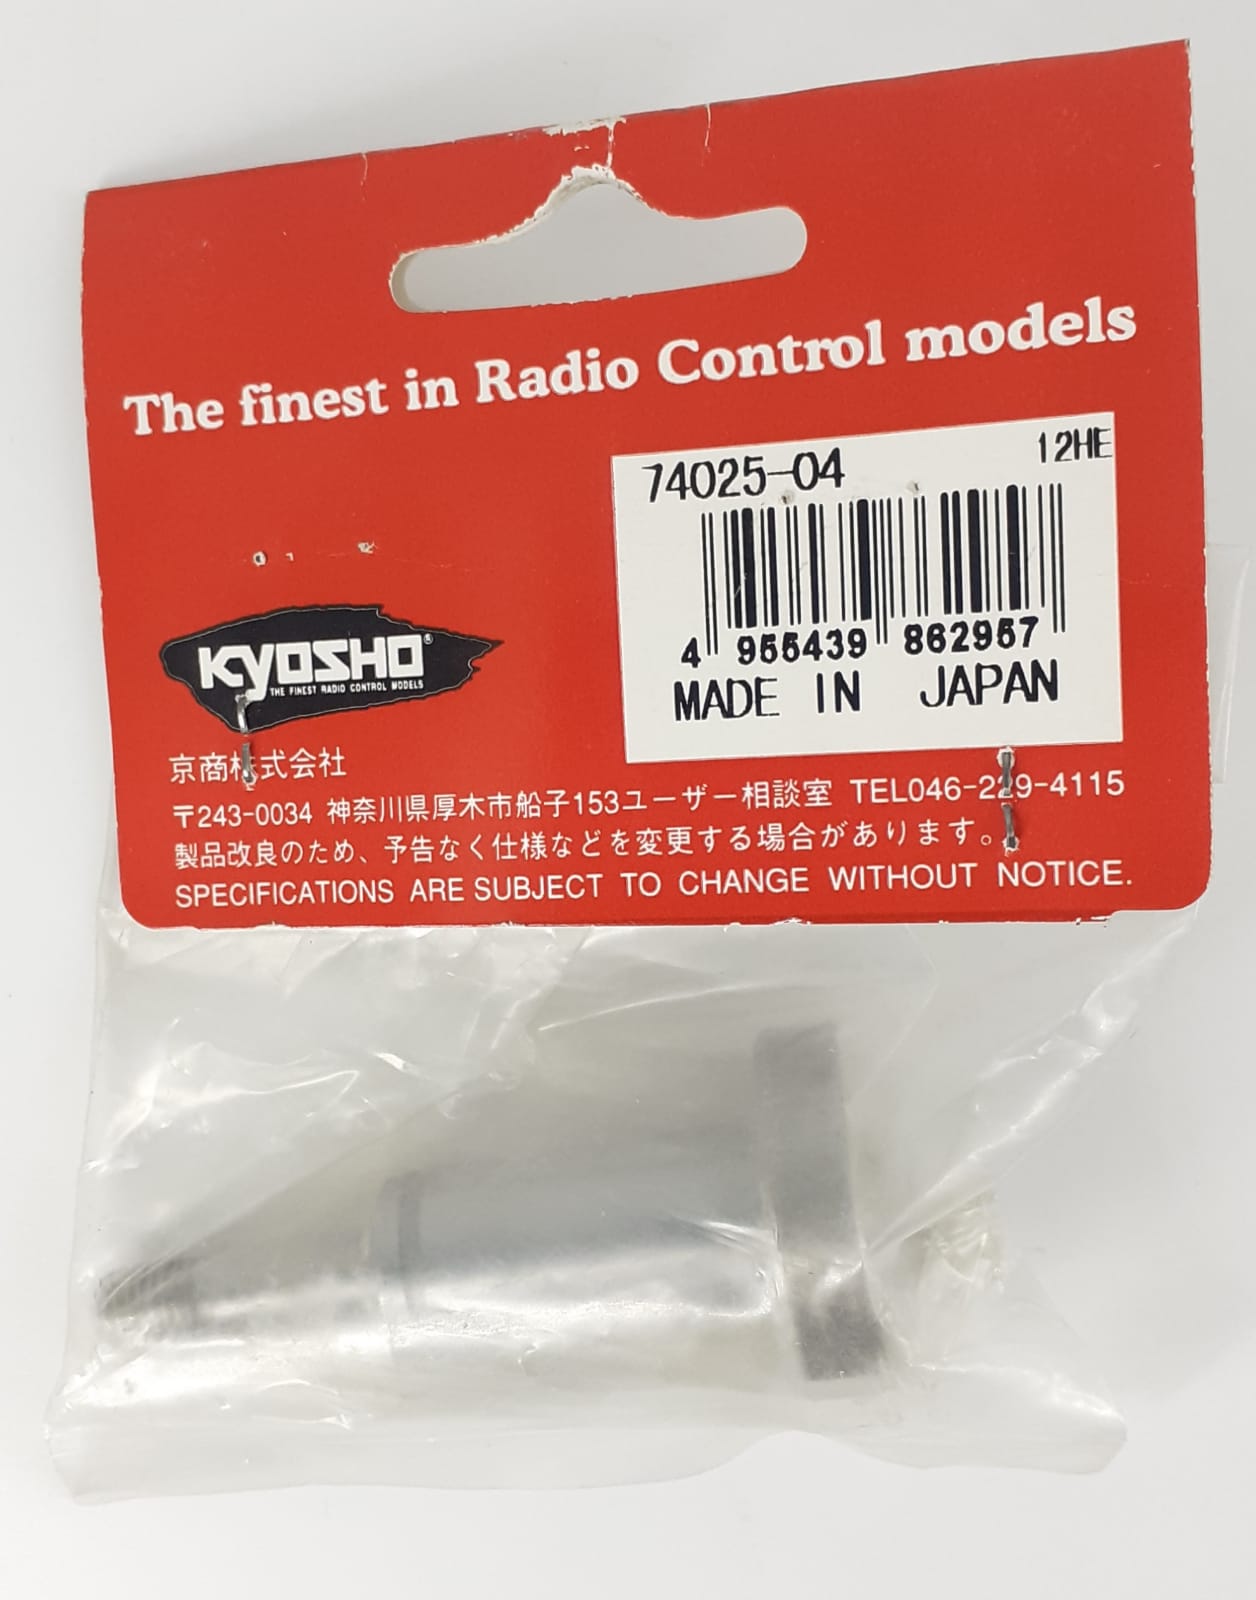 The finest in Radio Control models
74025-04
12HE
4 955439 862957
MADE IN JAPAN
KYOSHO®
THE FINEST RADIO CONTROL MODELS
京商株式会社
〒243-0034 神奈川県厚木市船子153ユーザー相談室 TEL046-229-4115
製品改良のため、予告なく仕様などを変更する場合があります。
SPECIFICATIONS ARE SUBJECT TO CHANGE WITHOUT NOTICE.